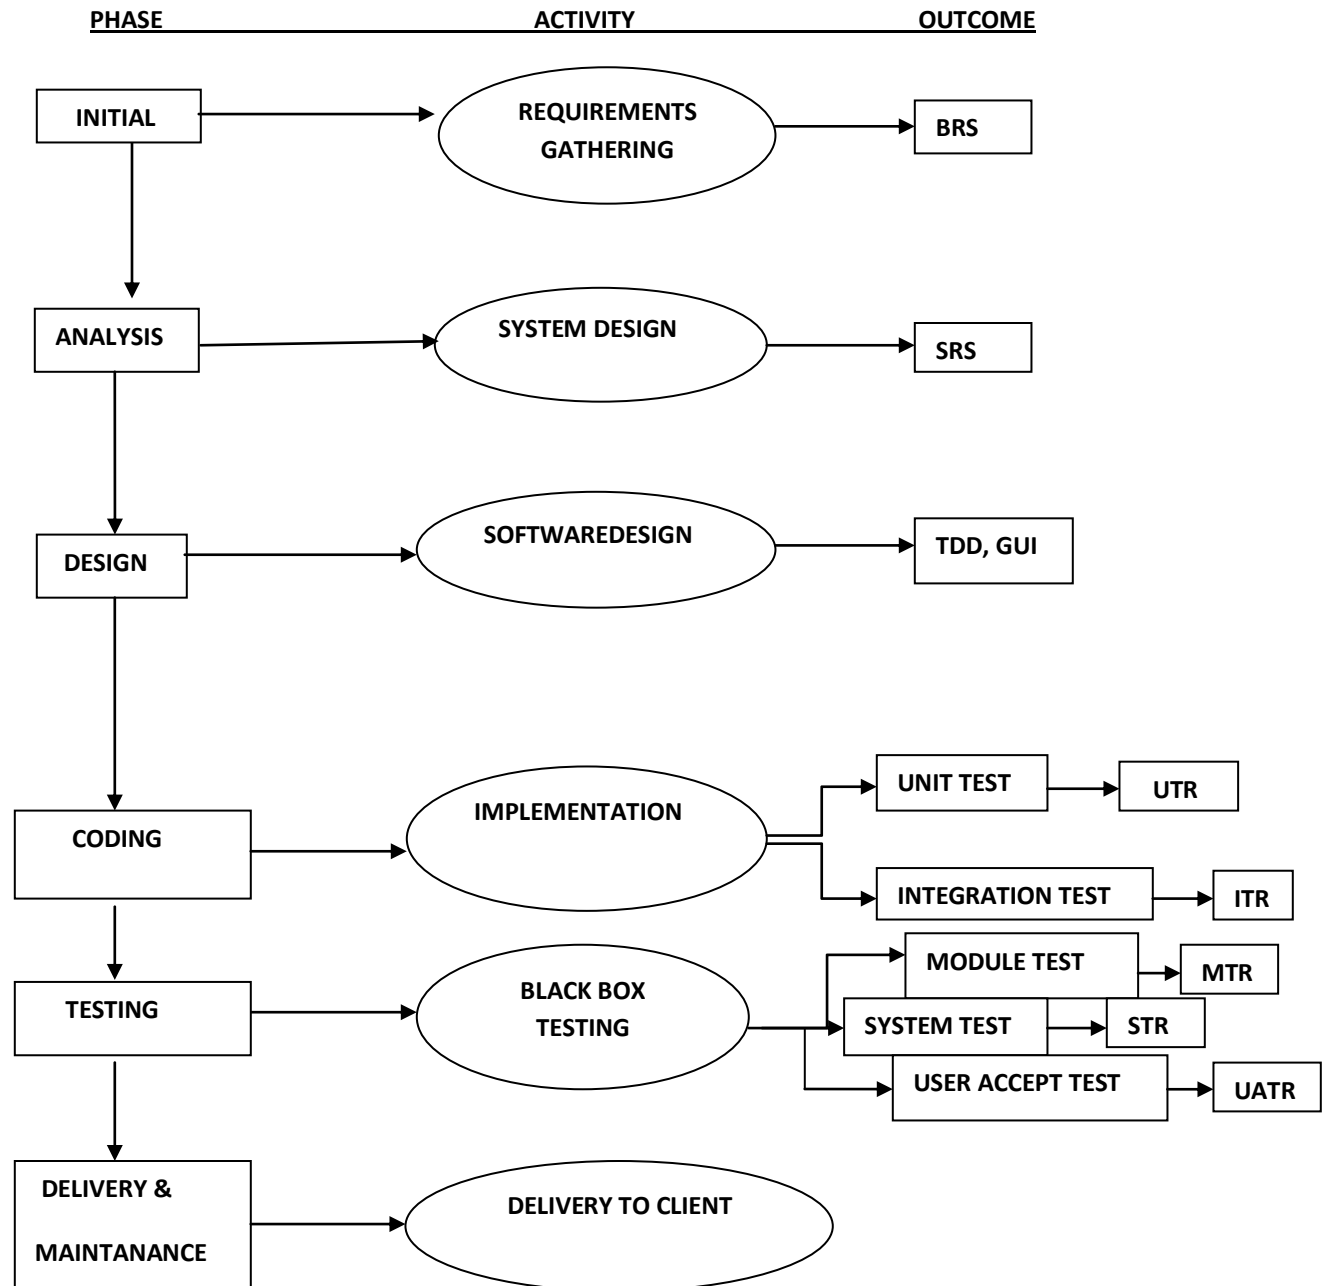 PHASE ACTIVITY OUTCOME
INITIAL
REQUIREMENTS
GATHERING
BRS
ANALYSIS
SYSTEM DESIGN
SRS
DESIGN
SOFTWAREDESIGN
TDD, GUI
CODING
IMPLEMENTATION
UNIT TEST
UTR
INTEGRATION TEST
ITR
TESTING
BLACK BOX
TESTING
MODULE TEST
MTR
SYSTEM TEST
STR
USER ACCEPT TEST
UATR
DELIVERY &
MAINTANANCE
DELIVERY TO CLIENT